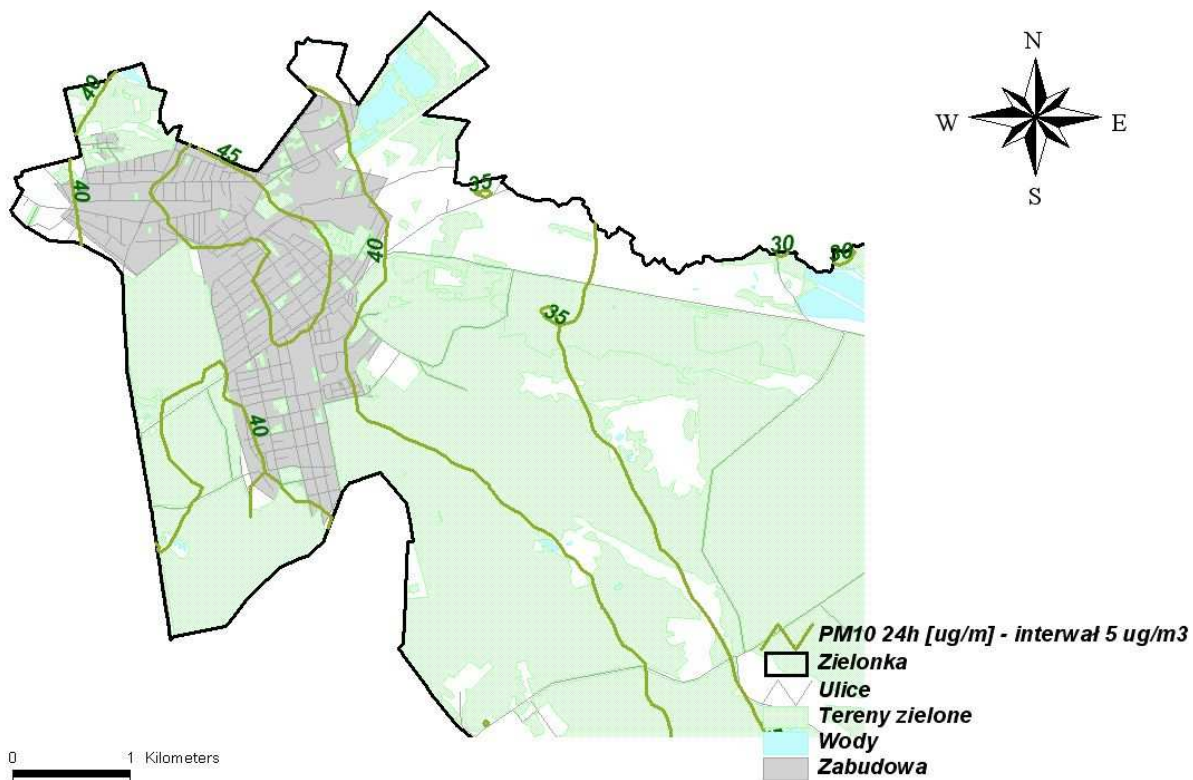 N
W E
S
40
45
40
35
40
30
30
35
40
PM10 24h [ug/m] - interwał 5 ug/m3
Zielonka
Ulice
Tereny zielone
Wody
Zabudowa
0 1 Kilometers